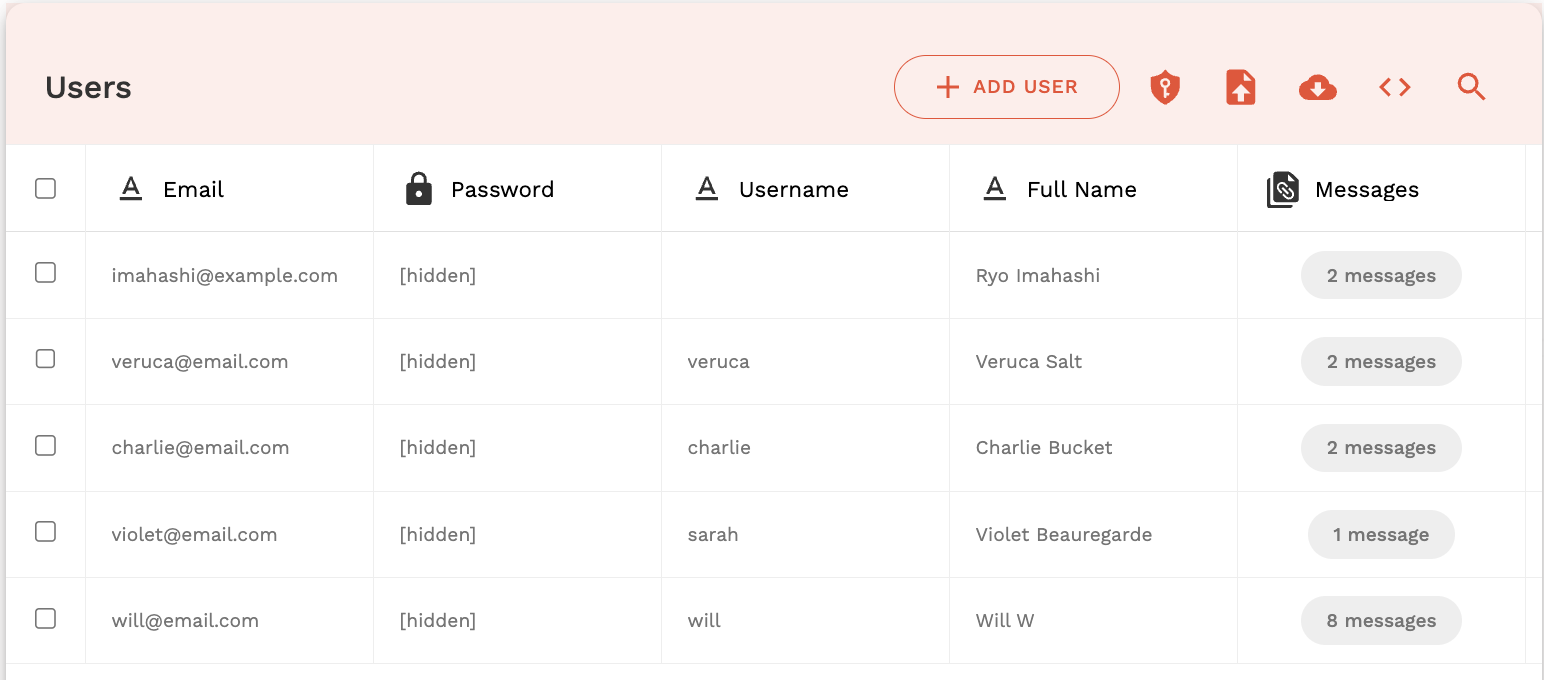 Users
ADD USER
Email Password Username Full Name Messages
imahashi@example.com [hidden] Ryo Imahashi 2 messages
veruca@email.com [hidden] veruca Veruca Salt 2 messages
charlie@email.com [hidden] charlie Charlie Bucket 2 messages
violet@email.com [hidden] sarah Violet Beauregarde 1 message
will@email.com [hidden] will Will W 8 messages